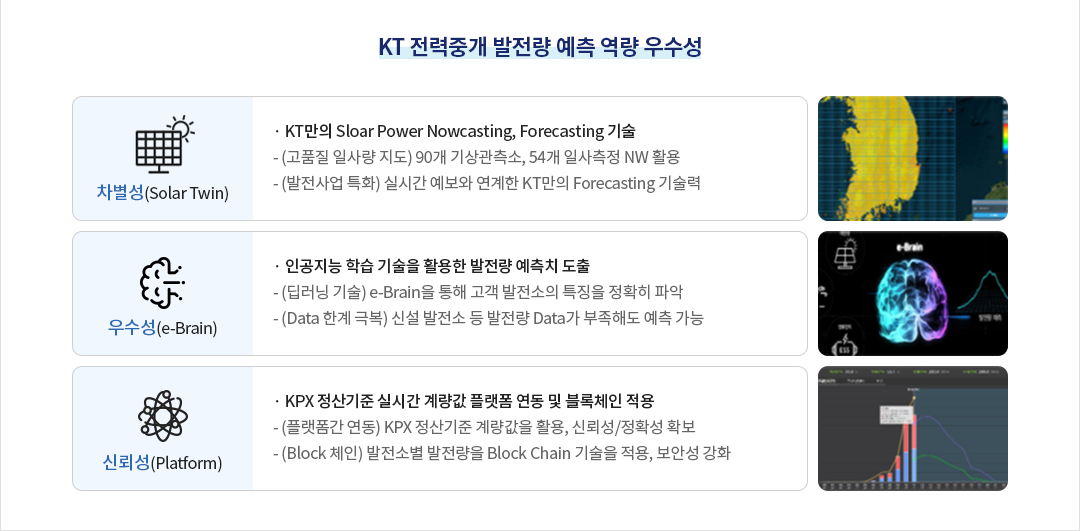 KT 전력중개 발전량 예측 역량 우수성
차별성(Solar Twin)
· KT만의 Sloar Power Nowcasting, Forecasting 기술
- (고품질 일사량 지도) 90개 기상관측소, 54개 일사측정 NW 활용
- (발전사업 특화) 실시간 예보와 연계한 KT만의 Forecasting 기술력
우수성(e-Brain)
· 인공지능 학습 기술을 활용한 발전량 예측치 도출
- (딥러닝 기술) e-Brain을 통해 고객 발전소의 특징을 정확히 파악
- (Data 한계 극복) 신설 발전소 등 발전량 Data가 부족해도 예측 가능
e-Brain
발전량 예측
ESS
신뢰성(Platform)
· KPX 정산기준 실시간 계량값 플랫폼 연동 및 블록체인 적용
- (플랫폼간 연동) KPX 정산기준 계량값을 활용, 신뢰성/정확성 확보
- (Block 체인) 발전소별 발전량을 Block Chain 기술을 적용, 보안성 강화